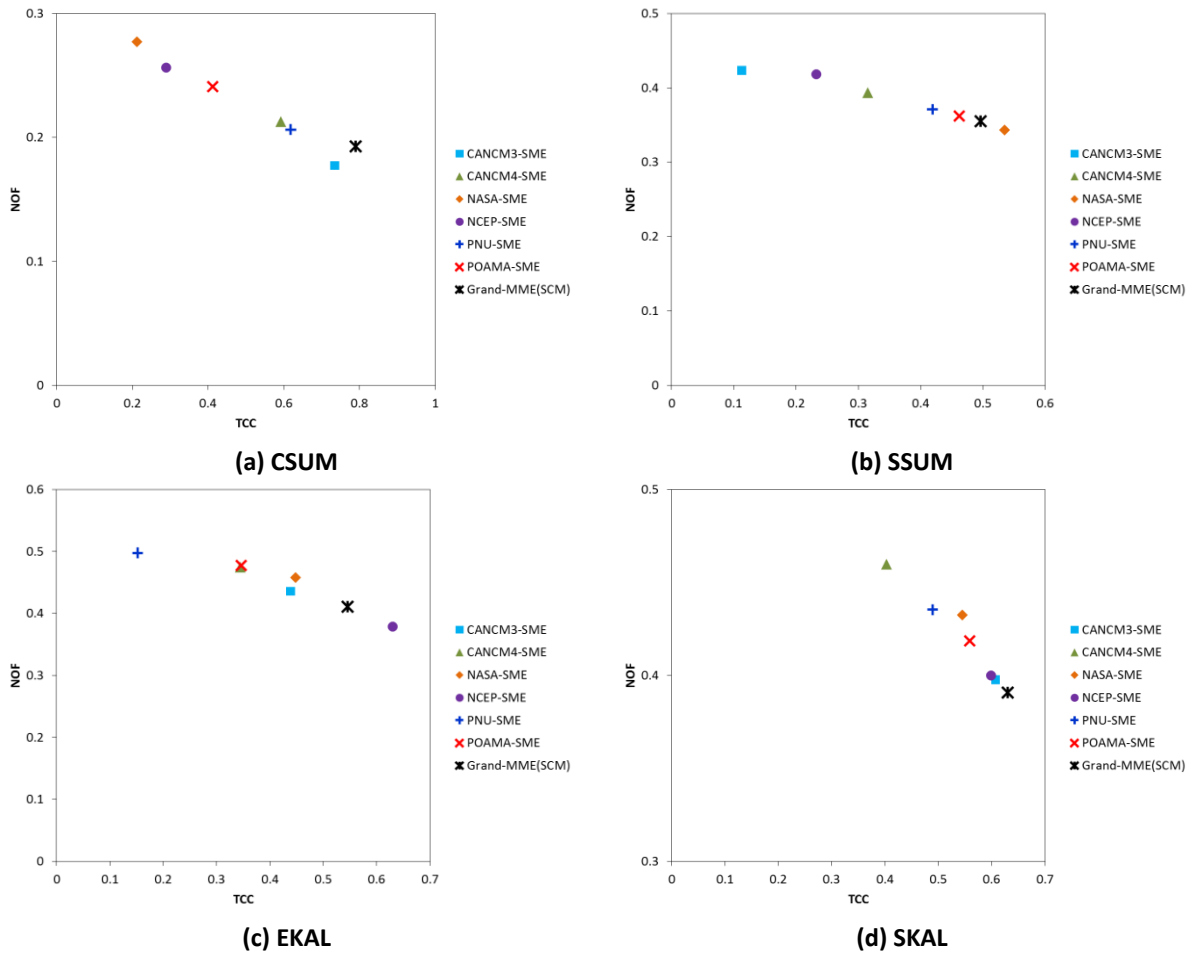 0.3
0.2
0.1
0
NOF
0 0.2 0.4 0.6 0.8 1
TCC
CANCM3-SME
CANCM4-SME
NASA-SME
NCEP-SME
PNU-SME
POAMA-SME
Grand-MME(SCM)
(a) CSUM
0.5
0.4
0.3
0.2
0.1
0
NOF
0 0.1 0.2 0.3 0.4 0.5 0.6
TCC
CANCM3-SME
CANCM4-SME
NASA-SME
NCEP-SME
PNU-SME
POAMA-SME
Grand-MME(SCM)
(b) SSUM
0.6
0.5
0.4
0.3
0.2
0.1
0
NOF
0 0.1 0.2 0.3 0.4 0.5 0.6 0.7
TCC
CANCM3-SME
CANCM4-SME
NASA-SME
NCEP-SME
PNU-SME
POAMA-SME
Grand-MME(SCM)
(c) EKAL
0.5
0.4
0.3
NOF
0 0.1 0.2 0.3 0.4 0.5 0.6 0.7
TCC
CANCM3-SME
CANCM4-SME
NASA-SME
NCEP-SME
PNU-SME
POAMA-SME
Grand-MME(SCM)
(d) SKAL